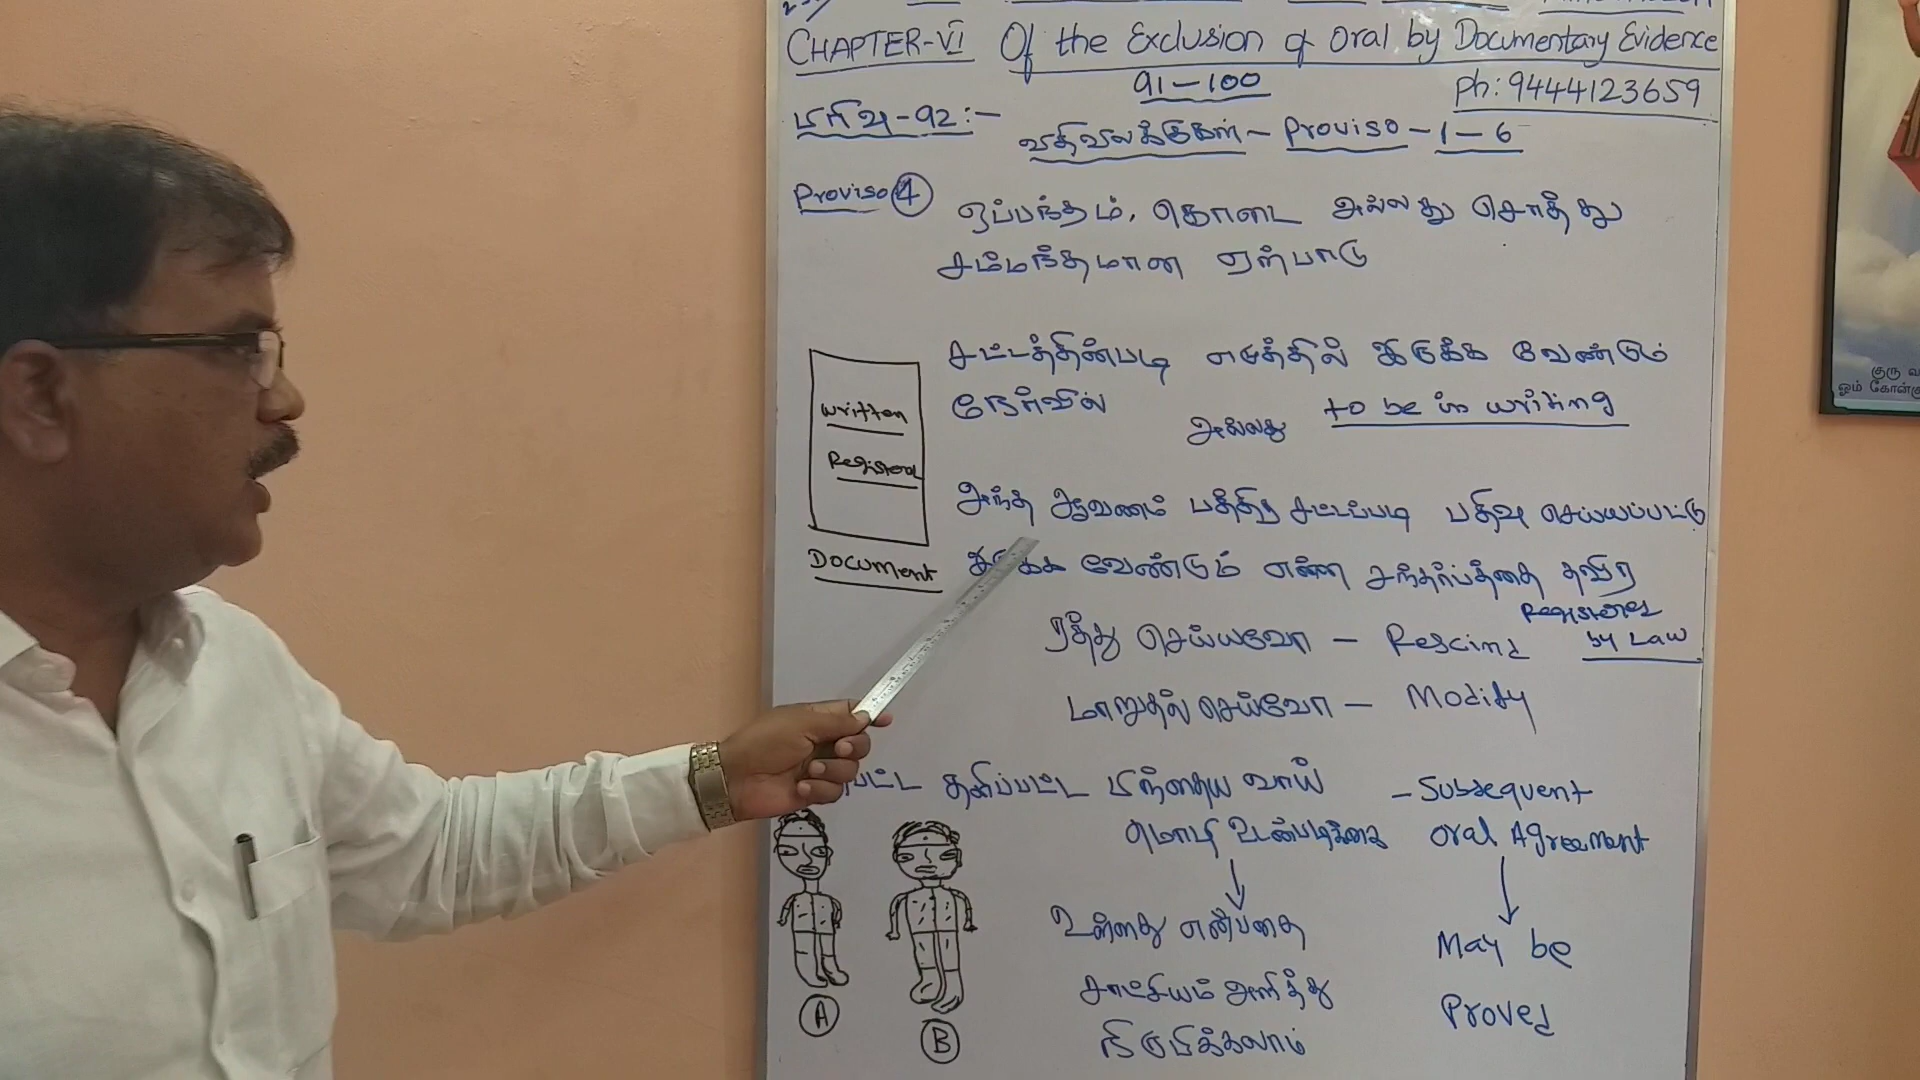 CHAPTER-VI Of the Exclusion of Oral by Documentary Evidence
91-100
Ph: 9444123659
பிரிவு-92:-
விதிவிலக்குகள் - Proviso - 1-6
Proviso 4 ஒப்பந்தம், கொடை அல்லது சொத்து
சம்மந்தமான ஏற்பாடு
சட்டத்தின்படி எழுத்தில் இருக்க வேண்டும்
நேர்வில் அல்லது to be in writing
written
Registered
Document
அந்த ஆவணம் பத்திர சட்டப்படி பதிவு செய்யப்பட்டு
இருக்க வேண்டும் என்ன சந்தர்ப்பத்தை தவிர
by Law
ரத்து செய்யவோ - Rescind
மாறுதல் செய்வோ - Modify
தனிப்பட்ட பிந்தைய வாய் - Subsequent
மொழி உடன்படிக்கை Oral Agreement
உள்ளது என்பதை May be
சாட்சியம் அளித்து
நிரூபிக்கலாம் Proved
A
B
குரு
ஓம்